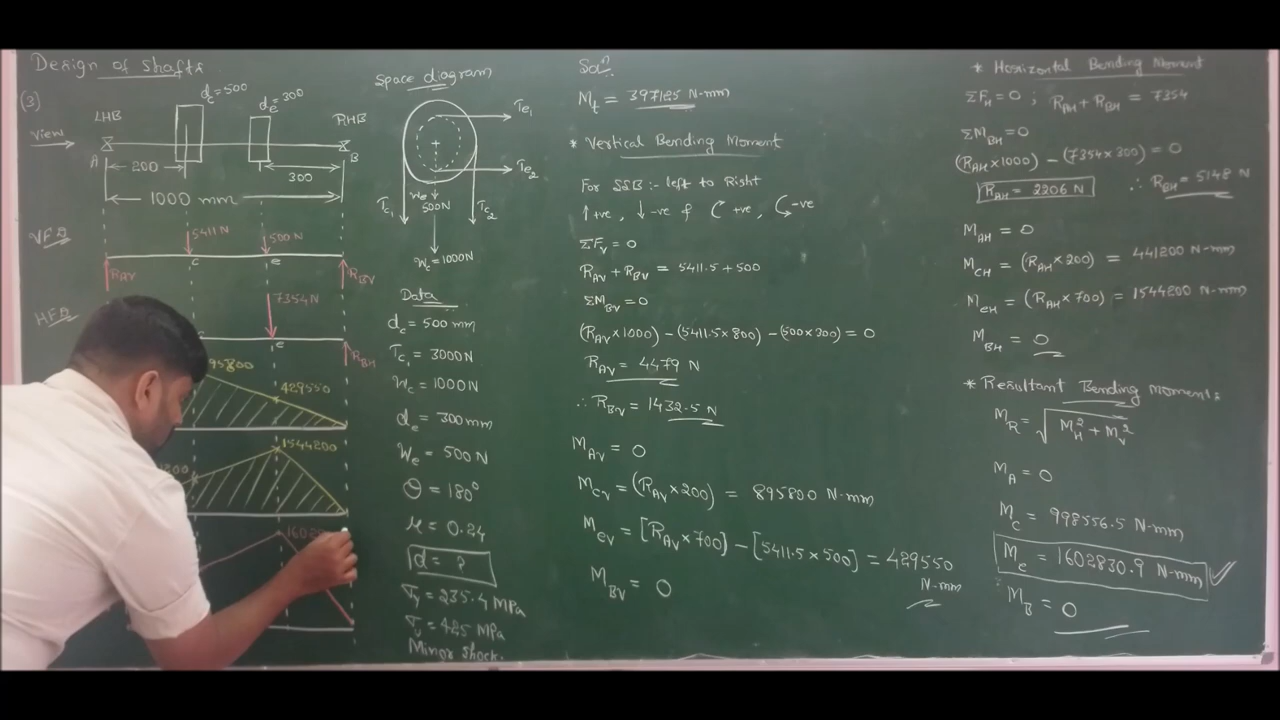 Design of Shafts
(3)
d_c = 500
d_e = 300
LHB
RHB
View
A
B
200
300
1000 mm
VFD
5411 N
500 N
c
e
R_AV
R_BV
HFD
7354 N
e
R_BH
95800
429550
1544200
1800
Space diagram
T_e1
T_e2
W_e
500N
T_c1
T_c2
W_c = 1000N
Data
d_c = 500 mm
T_c1 = 3000N
W_c = 1000N
d_e = 300mm
W_e = 500 N
θ = 180°
μ = 0.24
d = ?
σ_y = 235.4 MPa
σ_u = 425 MPa
Minor shock.
Solⁿ.
M_t = 397125 N-mm
* Vertical Bending Moment
For SSB :- left to Right
↑ +ve, ↓ -ve & +ve, -ve
ΣF_V = 0
R_AV + R_BV = 5411.5 + 500
ΣM_BV = 0
(R_AV × 1000) - (5411.5 × 800) - (500 × 300) = 0
R_AV = 4479 N
∴ R_BV = 1432.5 N
M_AV = 0
M_CV = (R_AV × 200) = 895800 N-mm
M_eV = [R_AV × 700] - [5411.5 × 500] = 429550
N-mm
M_BV = 0
* Horizontal Bending Moment
ΣF_H = 0 ; R_AH + R_BH = 7354
ΣM_BH = 0
(R_AH × 1000) - (7354 × 300) = 0
R_AH = 2206 N ∴ R_BH = 5148 N
M_AH = 0
M_CH = (R_AH × 200) = 441200 N-mm
M_eH = (R_AH × 700) = 1544200 N-mm
M_BH = 0
* Resultant Bending moment:
M_R = √(M_H² + M_V²)
M_A = 0
M_C = 998556.5 N-mm
M_e = 1602830.9 N-mm ✓
M_B = 0